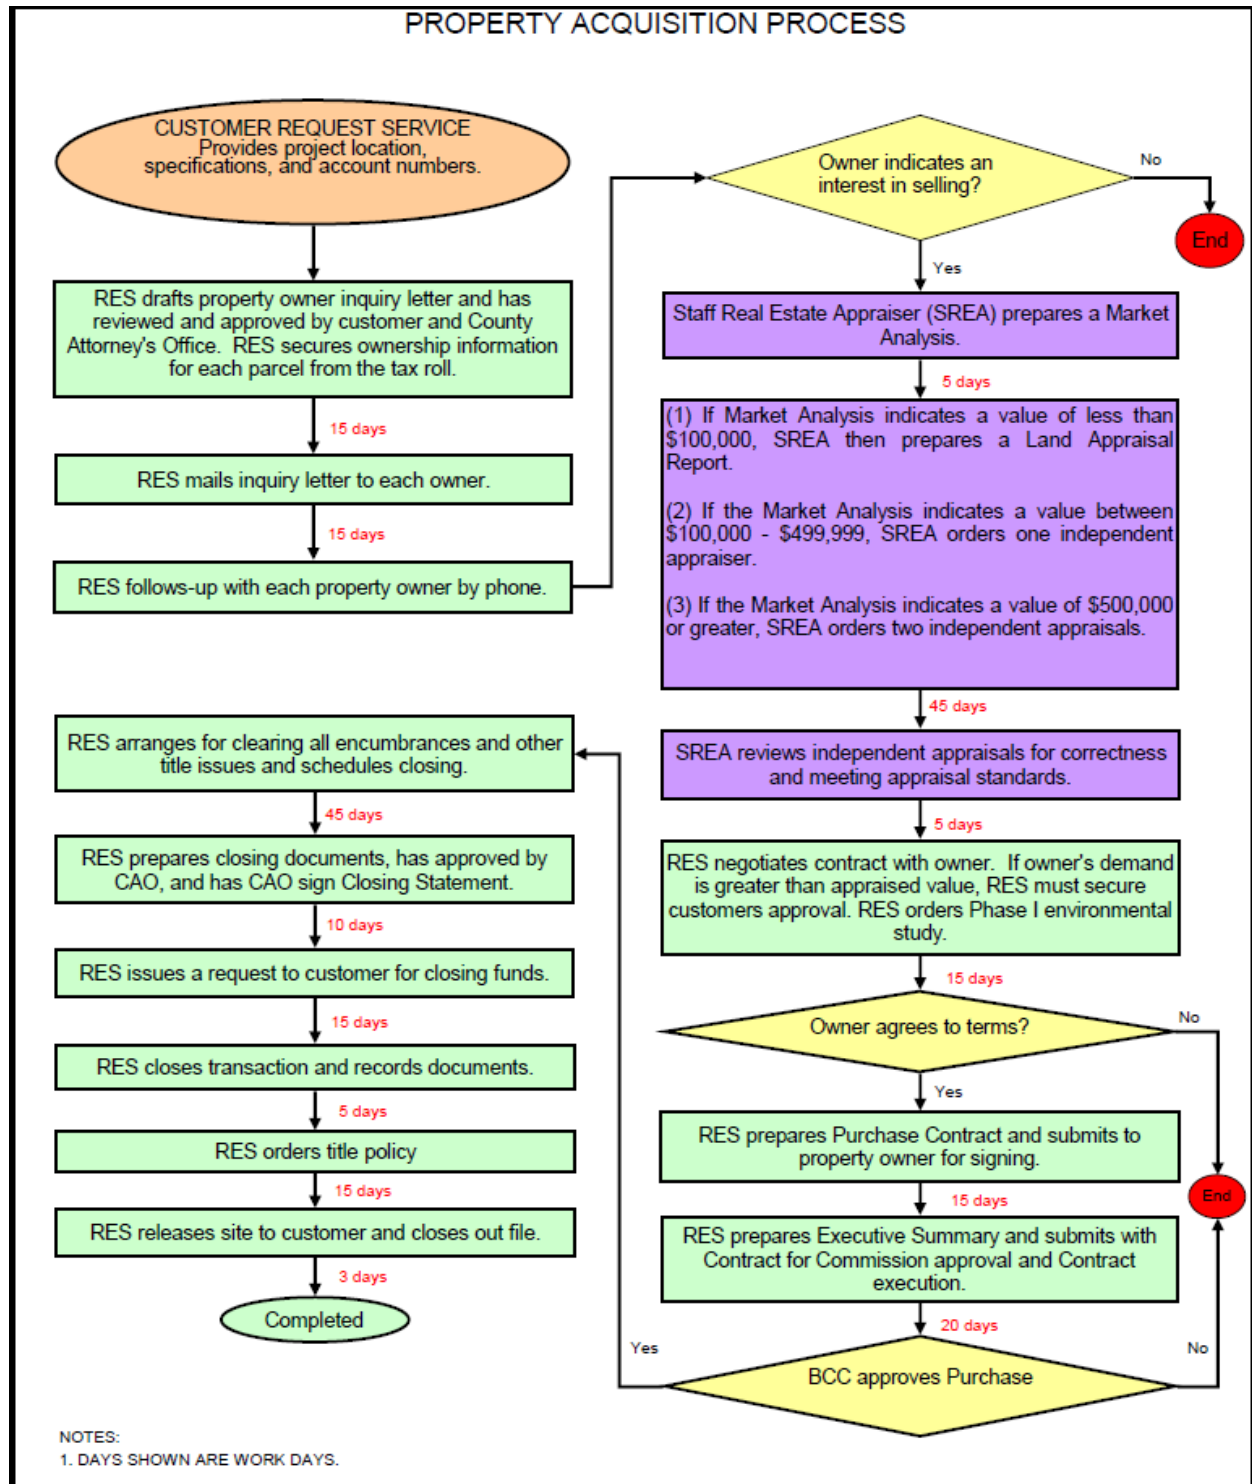 PROPERTY ACQUISITION PROCESS
CUSTOMER REQUEST SERVICE
Provides project location,
specifications, and account numbers.
RES drafts property owner inquiry letter and has
reviewed and approved by customer and County
Attorney's Office. RES secures ownership information
for each parcel from the tax roll.
15 days
RES mails inquiry letter to each owner.
15 days
RES follows-up with each property owner by phone.
Owner indicates an
interest in selling?
No
End
Yes
Staff Real Estate Appraiser (SREA) prepares a Market
Analysis.
5 days
(1) If Market Analysis indicates a value of less than
$100,000, SREA then prepares a Land Appraisal
Report.
(2) If the Market Analysis indicates a value between
$100,000 - $499,999, SREA orders one independent
appraiser.
(3) If the Market Analysis indicates a value of $500,000
or greater, SREA orders two independent appraisals.
45 days
SREA reviews independent appraisals for correctness
and meeting appraisal standards.
5 days
RES negotiates contract with owner. If owner's demand
is greater than appraised value, RES must secure
customers approval. RES orders Phase I environmental
study.
15 days
Owner agrees to terms?
No
Yes
RES prepares Purchase Contract and submits to
property owner for signing.
End
15 days
RES prepares Executive Summary and submits with
Contract for Commission approval and Contract
execution.
20 days
BCC approves Purchase
No
Yes
RES arranges for clearing all encumbrances and other
title issues and schedules closing.
45 days
RES prepares closing documents, has approved by
CAO, and has CAO sign Closing Statement.
10 days
RES issues a request to customer for closing funds.
15 days
RES closes transaction and records documents.
5 days
RES orders title policy
15 days
RES releases site to customer and closes out file.
3 days
Completed
NOTES:
1. DAYS SHOWN ARE WORK DAYS.